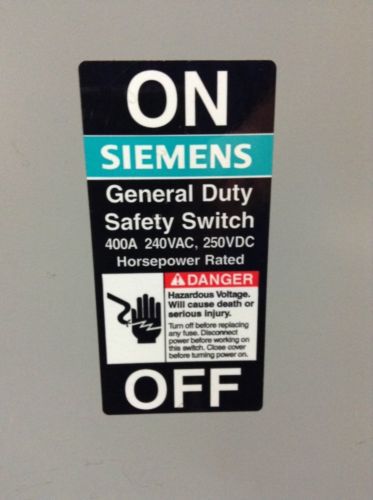 ON
SIEMENS
General Duty
Safety Switch
400A 240VAC, 250VDC
Horsepower Rated
DANGER
Hazardous Voltage.
Will cause death or
serious injury.
Turn off before replacing
any fuse. Disconnect
power before working on
this switch. Close cover
before turning power on.
OFF